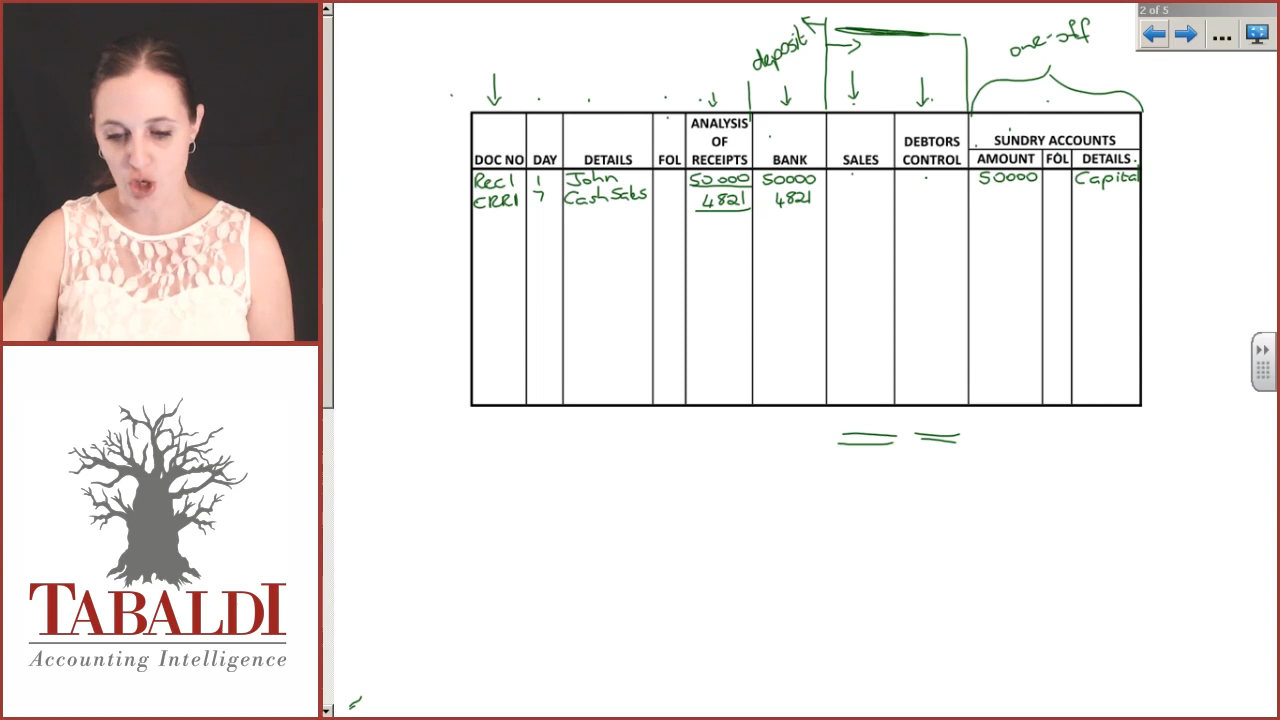 2 of 5
deposit
one-off
DOC NO DAY DETAILS FOL ANALYSIS OF RECEIPTS BANK SALES DEBTORS CONTROL SUNDRY ACCOUNTS
AMOUNT FOL DETAILS
Rec1 1 John 50000 50000 50000 Capital
CRR1 7 Cash Sales 4821 4821
TABALDI
Accounting Intelligence